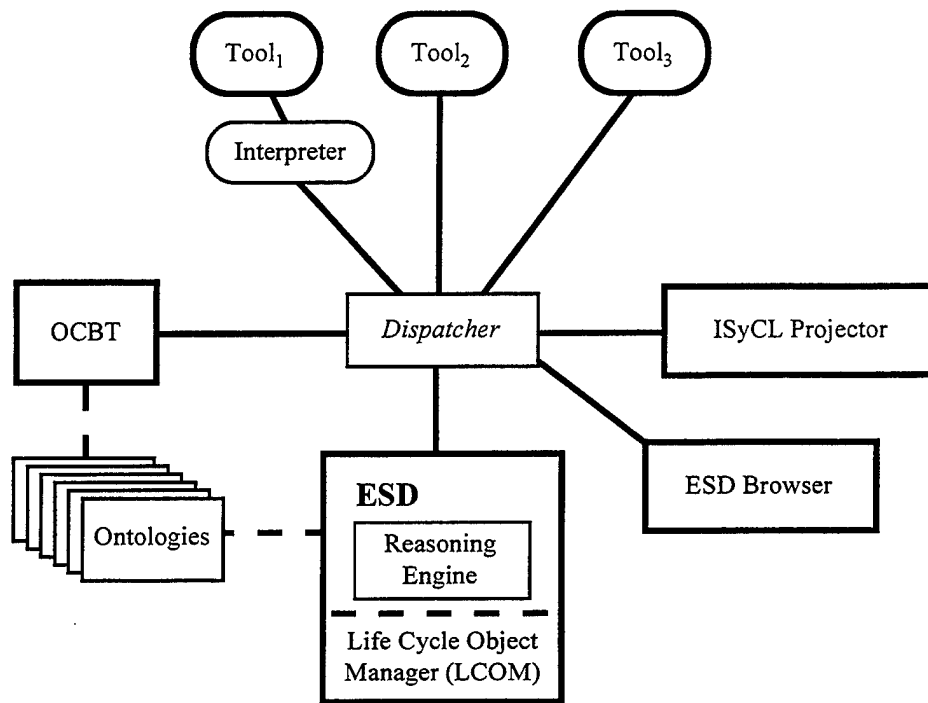 Tool₁
Tool₂
Tool₃
Interpreter
OCBT
Dispatcher
ISyCL Projector
ESD
ESD Browser
Ontologies
Reasoning
Engine
Life Cycle Object
Manager (LCOM)